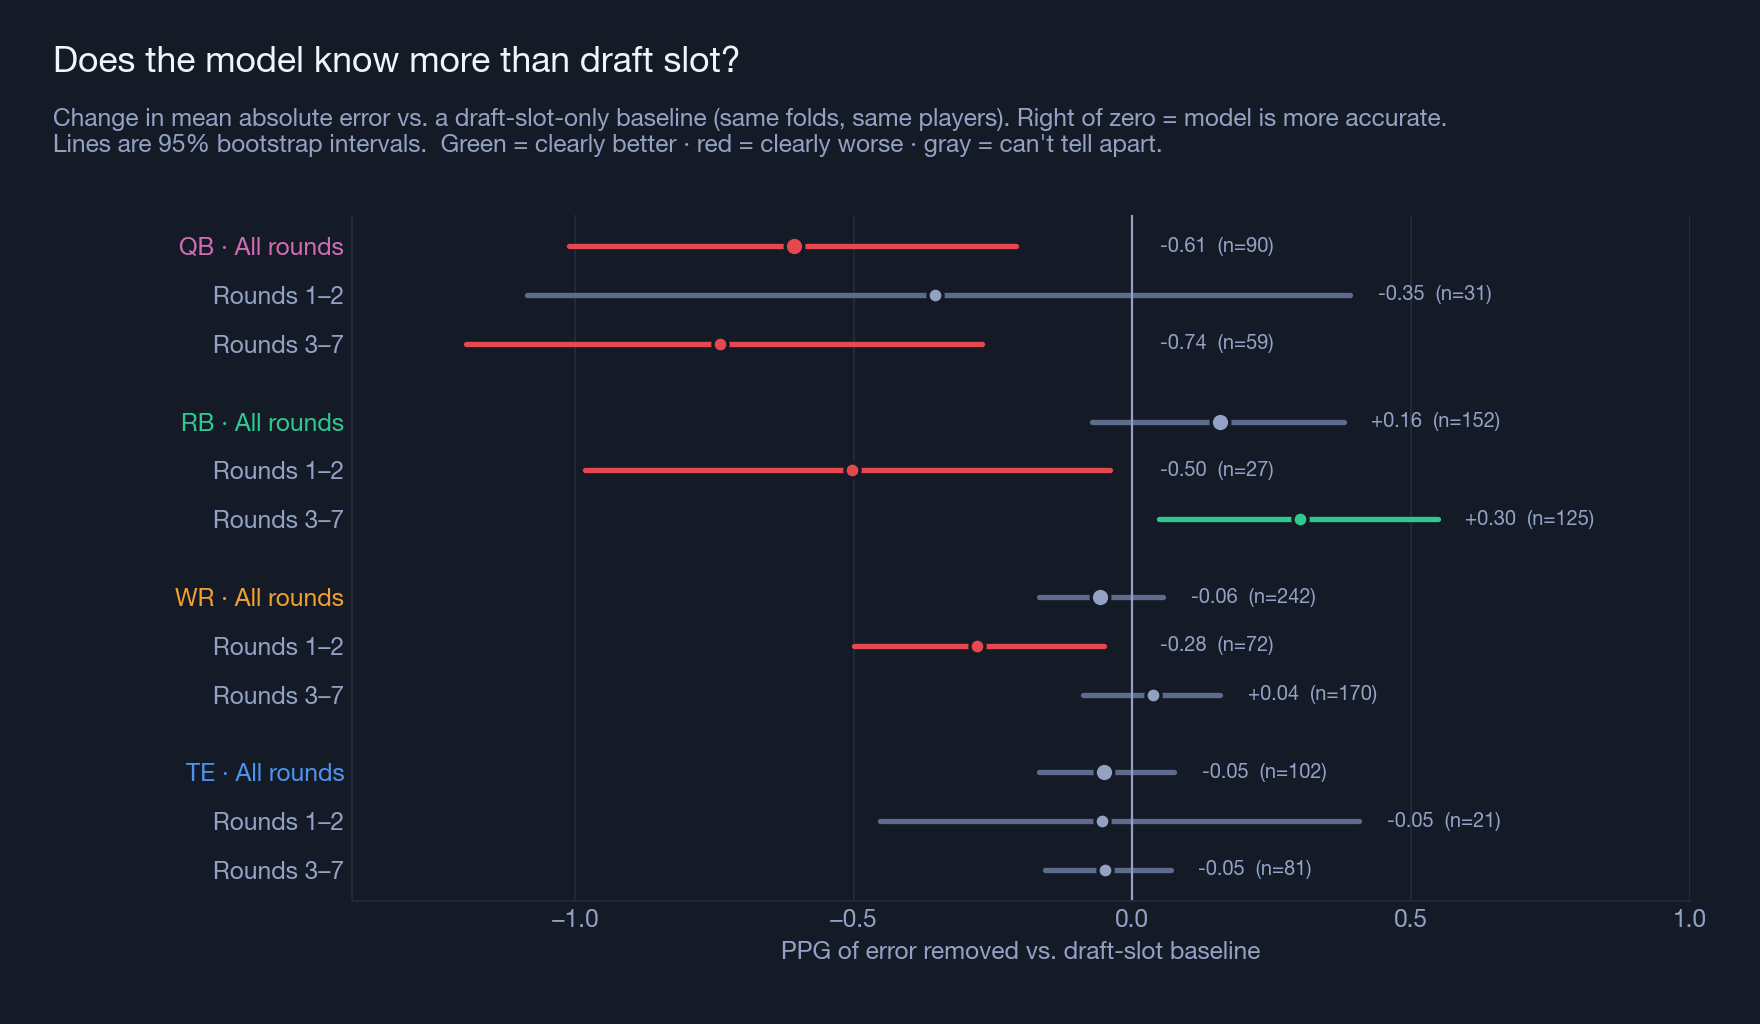 Does the model know more than draft slot?
Change in mean absolute error vs. a draft-slot-only baseline (same folds, same players). Right of zero = model is more accurate.
Lines are 95% bootstrap intervals.  Green = clearly better · red = clearly worse · gray = can't tell apart.
QB · All rounds -0.61 (n=90)
Rounds 1–2 -0.35 (n=31)
Rounds 3–7 -0.74 (n=59)
RB · All rounds +0.16 (n=152)
Rounds 1–2 -0.50 (n=27)
Rounds 3–7 +0.30 (n=125)
WR · All rounds -0.06 (n=242)
Rounds 1–2 -0.28 (n=72)
Rounds 3–7 +0.04 (n=170)
TE · All rounds -0.05 (n=102)
Rounds 1–2 -0.05 (n=21)
Rounds 3–7 -0.05 (n=81)
−1.0 −0.5 0.0 0.5 1.0
PPG of error removed vs. draft-slot baseline